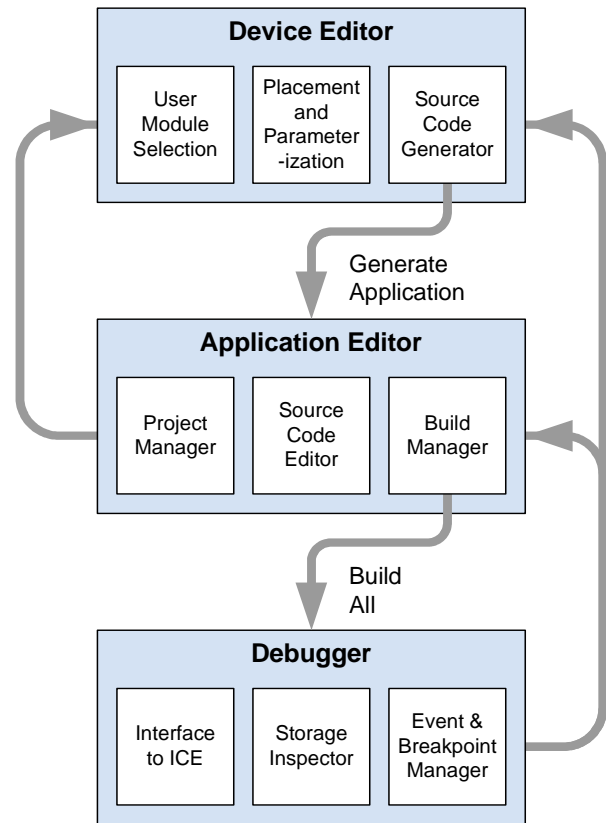 Device Editor
User
Module
Selection
Placement
and
Parameter
-ization
Source
Code
Generator
Generate
Application
Application Editor
Project
Manager
Source
Code
Editor
Build
Manager
Build
All
Debugger
Interface
to ICE
Storage
Inspector
Event &
Breakpoint
Manager